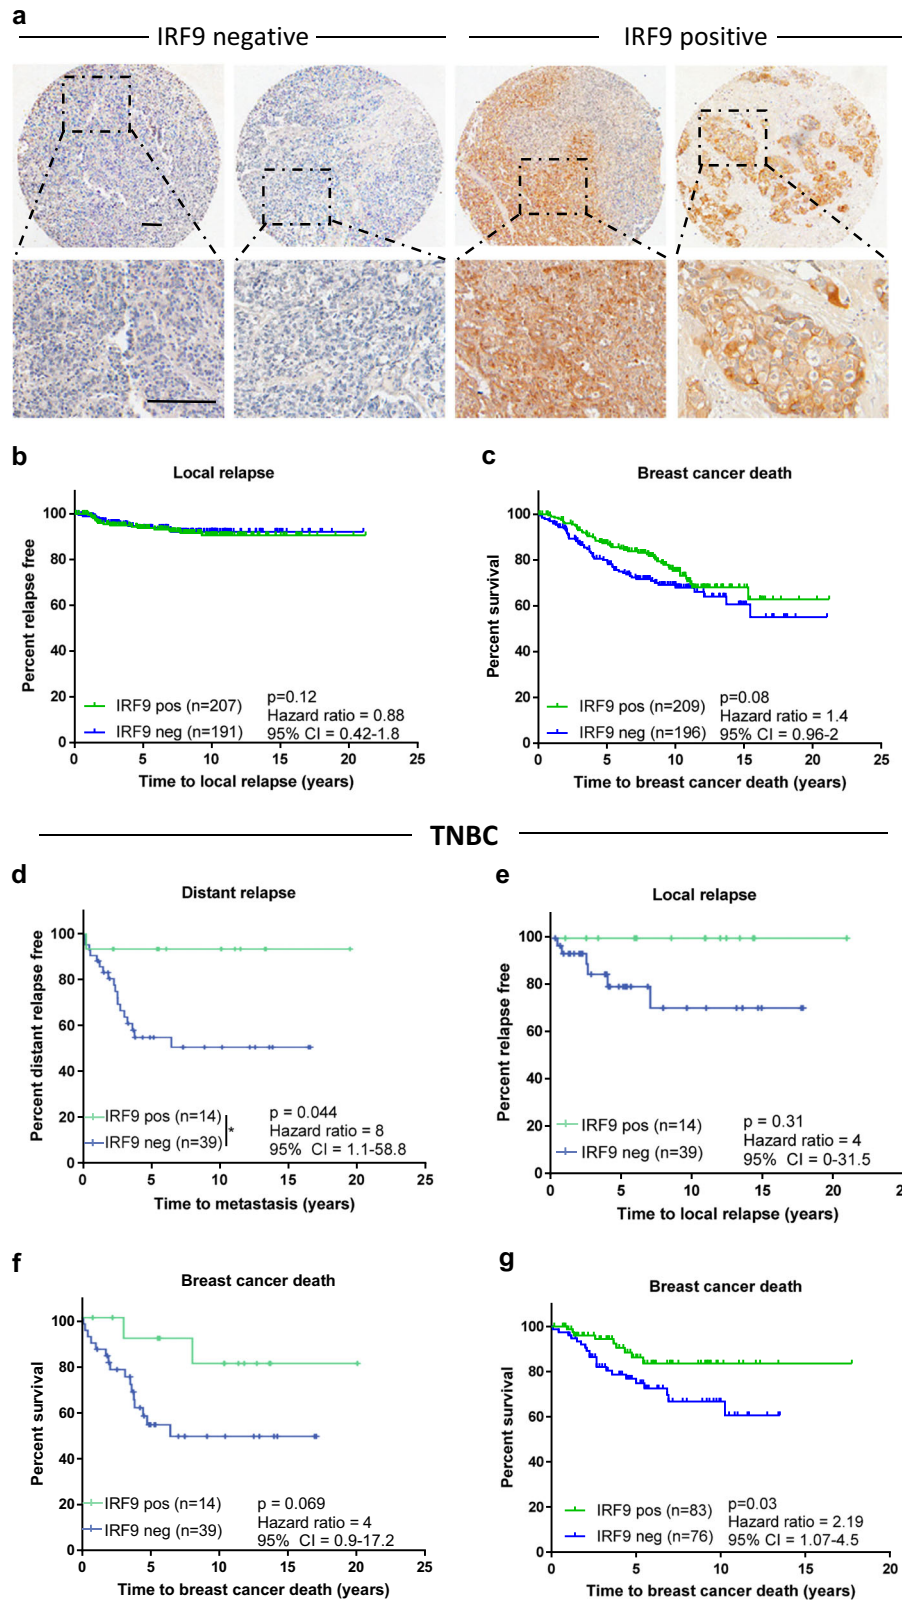 a
IRF9 negative
IRF9 positive
b
Local relapse
Percent relapse free
100
80
60
40
20
0
IRF9 pos (n=207)
IRF9 neg (n=191)
p=0.12
Hazard ratio = 0.88
95% CI = 0.42-1.8
0 5 10 15 20 25
Time to local relapse (years)
c
Breast cancer death
Percent survival
100
80
60
40
20
0
IRF9 pos (n=209)
IRF9 neg (n=196)
p=0.08
Hazard ratio = 1.4
95% CI = 0.96-2
0 5 10 15 20 25
Time to breast cancer death (years)
TNBC
d
Distant relapse
Percent distant relapse free
100
80
60
40
20
0
IRF9 pos (n=14)
IRF9 neg (n=39)
*
p = 0.044
Hazard ratio = 8
95% CI = 1.1-58.8
0 5 10 15 20 25
Time to metastasis (years)
e
Local relapse
Percent relapse free
100
80
60
40
20
0
IRF9 pos (n=14)
IRF9 neg (n=39)
p = 0.31
Hazard ratio = 4
95% CI = 0-31.5
0 5 10 15 20
Time to local relapse (years)
f
Breast cancer death
Percent survival
100
80
60
40
20
0
IRF9 pos (n=14)
IRF9 neg (n=39)
p = 0.069
Hazard ratio = 4
95% CI = 0.9-17.2
0 5 10 15 20 25
Time to breast cancer death (years)
g
Breast cancer death
Percent survival
100
80
60
40
20
0
IRF9 pos (n=83)
IRF9 neg (n=76)
p=0.03
Hazard ratio = 2.19
95% CI = 1.07-4.5
0 5 10 15 20
Time to breast cancer death (years)